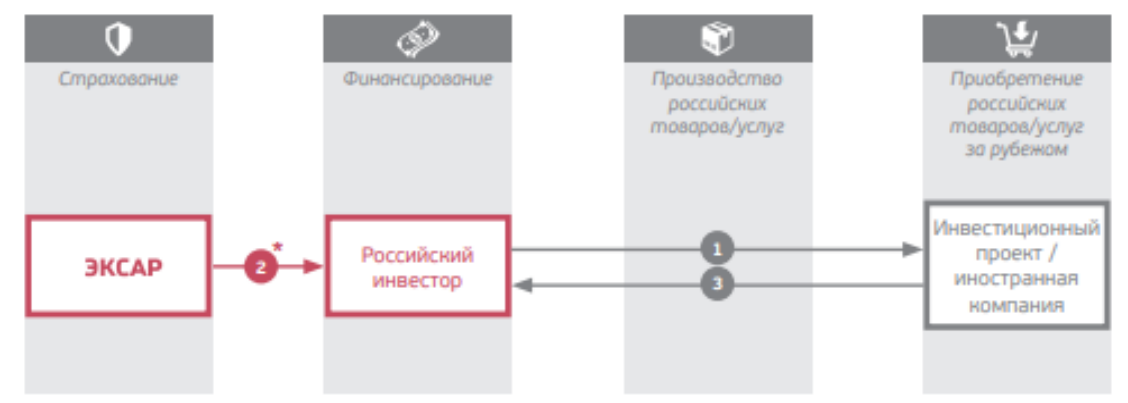 Страхование
Финансирование
Производство
российских
товаров/услуг
Приобретение
российских
товаров/услуг
за рубежом
ЭКСАР
2*
Российский
инвестор
1
3
Инвестиционный
проект /
иностранная
компания